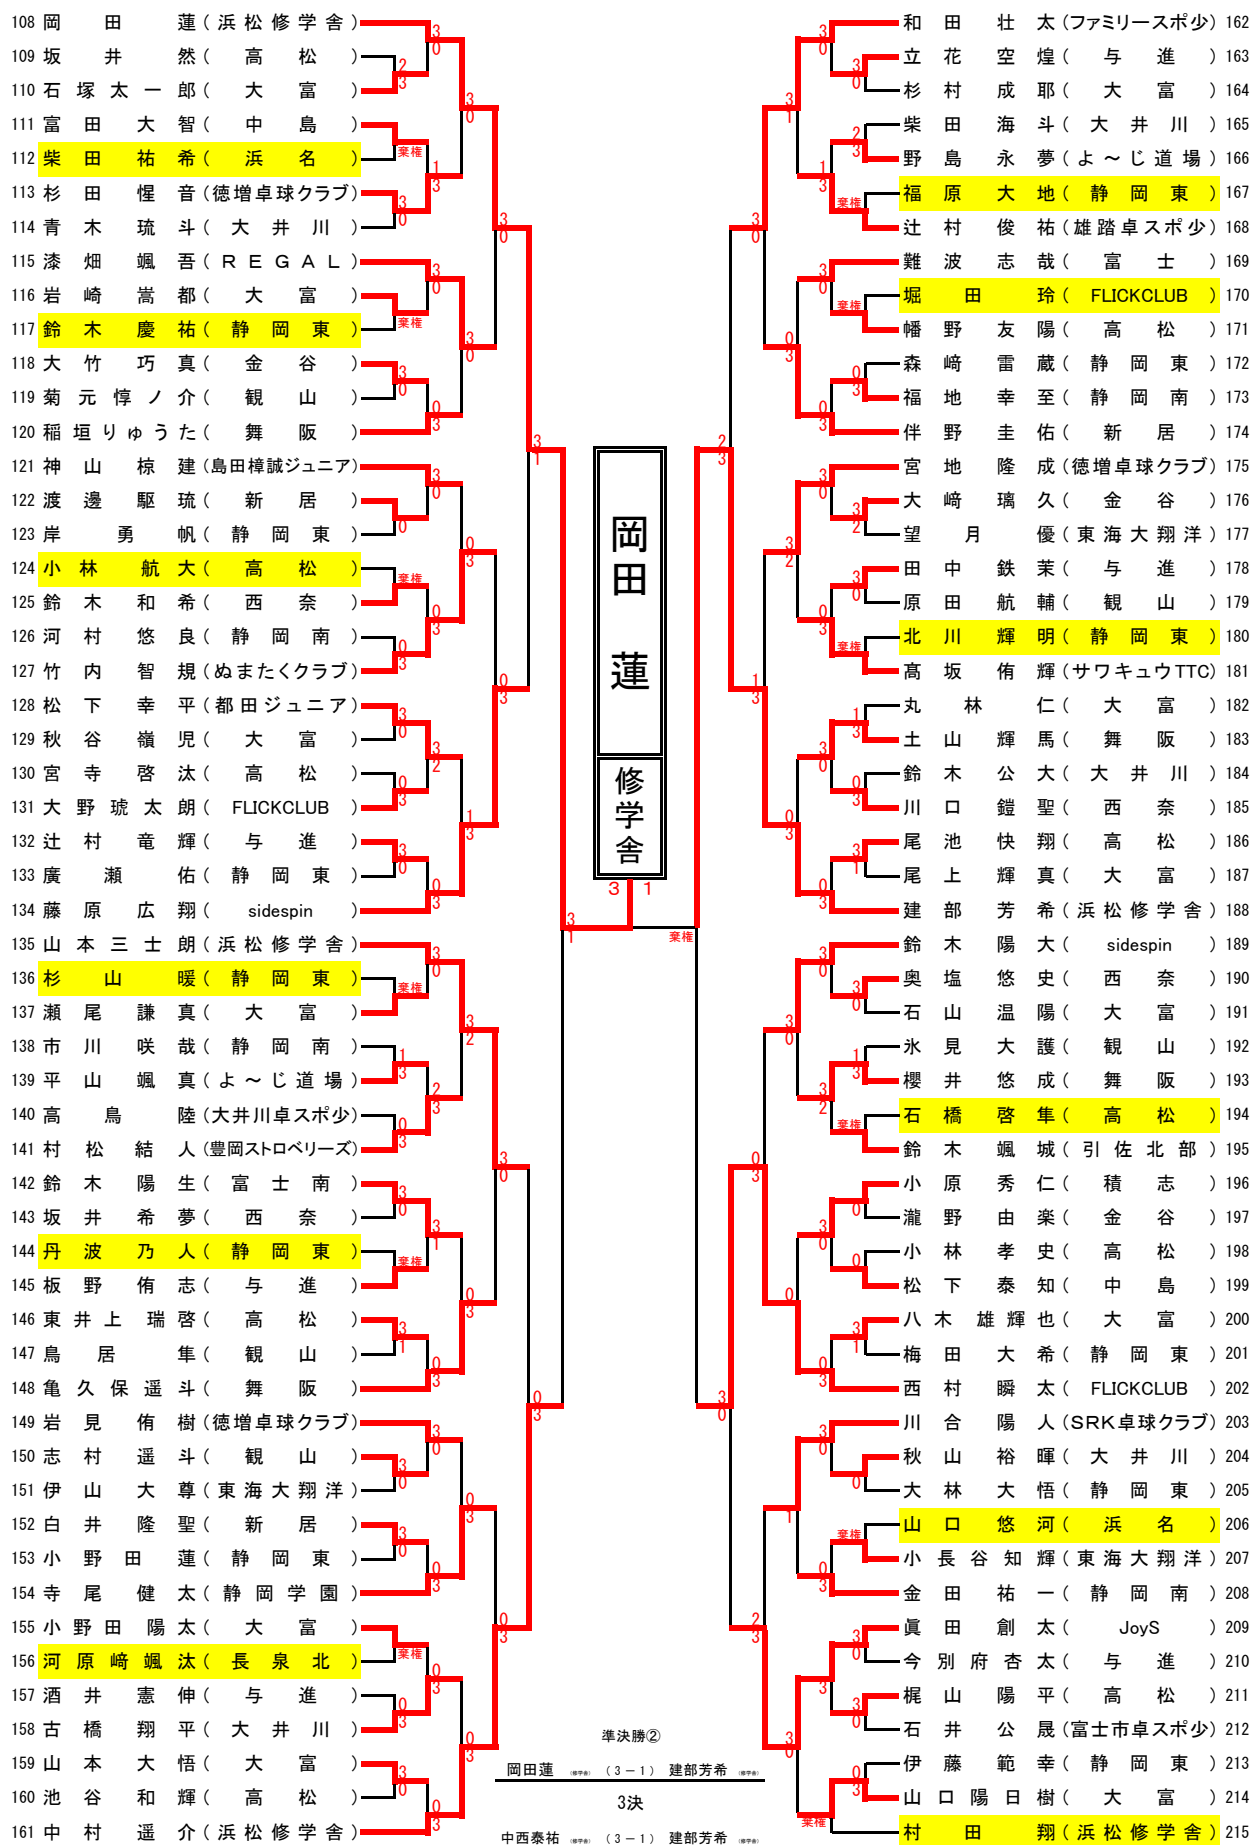 108 岡田蓮(浜松修学舎)
109 坂井然(高松)
110 石塚太一郎(大富)
111 富田大智(中島)
112 柴田祐希(浜名)
113 杉田惺音(徳増卓球クラブ)
114 青木琉斗(大井川)
115 漆畑颯吾(REGAL)
116 岩崎嵩都(大富)
117 鈴木慶祐(静岡東)
118 大竹巧真(金谷)
119 菊元惇ノ介(観山)
120 稲垣りゅうた(舞阪)
121 神山椋建(島田樟誠ジュニア)
122 渡邊駆琉(新居)
123 岸勇帆(静岡東)
124 小林航大(高松)
125 鈴木和希(西奈)
126 河村悠良(静岡南)
127 竹内智規(ぬまたくクラブ)
128 松下幸平(都田ジュニア)
129 秋谷嶺児(大富)
130 宮寺啓汰(高松)
131 大野琥太朗(FLICKCLUB)
132 辻村竜輝(与進)
133 廣瀬佑(静岡東)
134 藤原広翔(sidespin)
135 山本三士朗(浜松修学舎)
136 杉山暖(静岡東)
137 瀬尾謙真(大富)
138 市川咲哉(静岡南)
139 平山颯真(よ～じ道場)
140 高鳥陸(大井川卓スポ少)
141 村松結人(豊岡ストロベリーズ)
142 鈴木陽生(富士南)
143 坂井希夢(西奈)
144 丹波乃人(静岡東)
145 板野侑志(与進)
146 東井上瑞啓(高松)
147 鳥居隼(観山)
148 亀久保遥斗(舞阪)
149 岩見侑樹(徳増卓球クラブ)
150 志村遥斗(観山)
151 伊山大尊(東海大翔洋)
152 白井隆聖(新居)
153 小野田蓮(静岡東)
154 寺尾健太(静岡学園)
155 小野田陽太(大富)
156 河原﨑颯汰(長泉北)
157 酒井憲伸(与進)
158 古橋翔平(大井川)
159 山本大悟(大富)
160 池谷和輝(高松)
161 中村遥介(浜松修学舎)
岡田 蓮
修学舎
3 1
棄権
準決勝②
岡田蓮 (3－1) 建部芳希
3決
中西泰祐 (3－1) 建部芳希
和田壮太(ファミリースポ少) 162
立花空煌(与進) 163
杉村成耶(大富) 164
柴田海斗(大井川) 165
野島永夢(よ～じ道場) 166
福原大地(静岡東) 167
辻村俊祐(雄踏卓スポ少) 168
難波志哉(富士) 169
堀田玲(FLICKCLUB) 170
幡野友陽(高松) 171
森﨑雷蔵(静岡東) 172
福地幸至(静岡南) 173
伴野圭佑(新居) 174
宮地隆成(徳増卓球クラブ) 175
大﨑璃久(金谷) 176
望月優(東海大翔洋) 177
田中鉄茉(与進) 178
原田航輔(観山) 179
北川輝明(静岡東) 180
髙坂侑輝(サワキュウTTC) 181
丸林仁(大富) 182
土山輝馬(舞阪) 183
鈴木公大(大井川) 184
川口鎧聖(西奈) 185
尾池快翔(高松) 186
尾上輝真(大富) 187
建部芳希(浜松修学舎) 188
鈴木陽大(sidespin) 189
奥塩悠史(西奈) 190
石山温陽(大富) 191
氷見大護(観山) 192
櫻井悠成(舞阪) 193
石橋啓隼(高松) 194
鈴木颯城(引佐北部) 195
小原秀仁(積志) 196
瀧野由楽(金谷) 197
小林孝史(高松) 198
松下泰知(中島) 199
八木雄輝也(大富) 200
梅田大希(静岡東) 201
西村瞬太(FLICKCLUB) 202
川合陽人(SRK卓球クラブ) 203
秋山裕暉(大井川) 204
大林大悟(静岡東) 205
山口悠河(浜名) 206
小長谷知輝(東海大翔洋) 207
金田祐一(静岡南) 208
眞田創太(JoyS) 209
今別府杏太(与進) 210
梶山陽平(高松) 211
石井公晟(富士市卓スポ少) 212
伊藤範幸(静岡東) 213
山口陽日樹(大富) 214
村田翔(浜松修学舎) 215